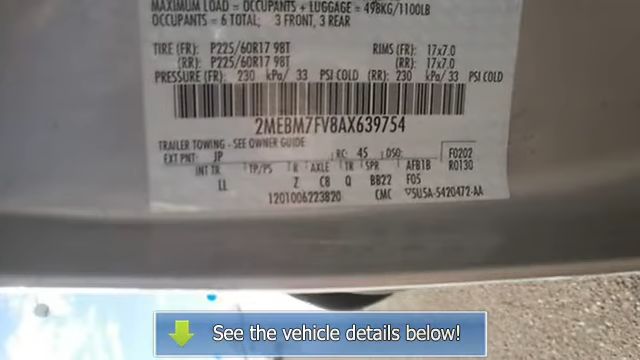 MAXIMUM LOAD = OCCUPANTS + LUGGAGE = 498KG/1100LB
OCCUPANTS = 6 TOTAL; 3 FRONT, 3 REAR
TIRE (FR): P225/60R17 98T RIMS (FR): 17x7.0
(RR): P225/60R17 98T (RR): 17x7.0
PRESSURE (FR): 230 kPa/ 33 PSI COLD (RR): 230 kPa/ 33 PSI COLD
2MEBM7FV8AX639754
TRAILER TOWING - SEE OWNER GUIDE
EXT PNT: JP RC: 45 DSO: F0202
INT TR TP/PS R AXLE TR SPR AFB1B R0130
LL Z C8 Q BB22 F05
1201006223820 CMC 5U5A-5420472-AA
See the vehicle details below!